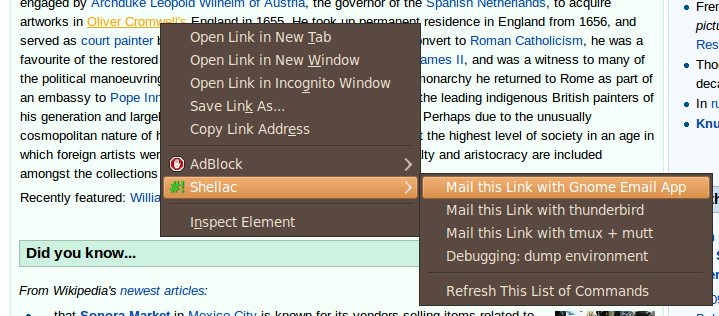 engaged by Archduke Leopold Wilhelm of Austria, the governor of the Spanish Netherlands, to acquire
artworks in Oliver Cromwell's England in 1655. He took up permanent residence in England from 1656, and
served as court painter
convert to Roman Catholicism, he was a
favourite of the restored
James II, and was a witness to many of
the political manoeuvring
monarchy he returned to Rome as part of
an embassy to Pope Inn
the leading indigenous British painters of
his generation and largel
Perhaps due to the unusually
cosmopolitan nature of h
the highest level of society in an age in
which foreign artists wer
lty and aristocracy are included
amongst the collections
Recently featured: Willia
Open Link in New Tab
Open Link in New Window
Open Link in Incognito Window
Save Link As...
Copy Link Address
AdBlock
#! Shellac
Inspect Element
Mail this Link with Gnome Email App
Mail this Link with thunderbird
Mail this Link with tmux + mutt
Debugging: dump environment
Refresh This List of Commands
Did you know...
From Wikipedia's newest articles:
that Sonora Market in Mexico City is known for its vendors selling items related to
Fren
pictu
Res
Thou
deca
In ru
Knu